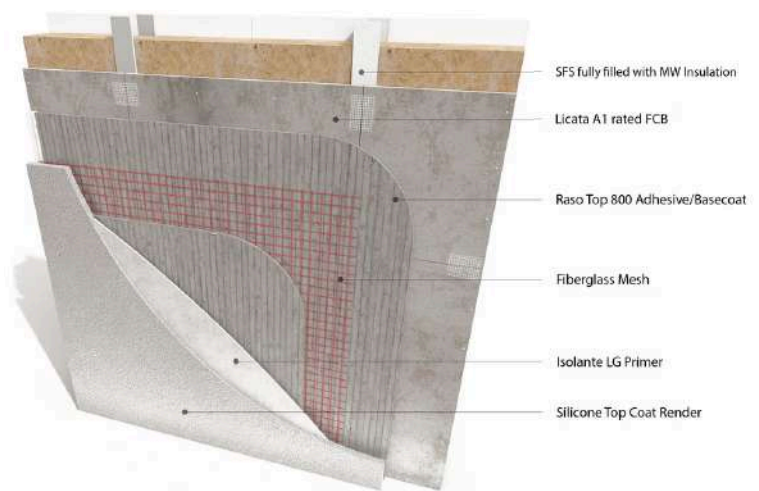 SFS fully filled with MW Insulation
Licata A1 rated FCB
Raso Top 800 Adhesive/Basecoat
Fiberglass Mesh
Isolante LG Primer
Silicone Top Coat Render